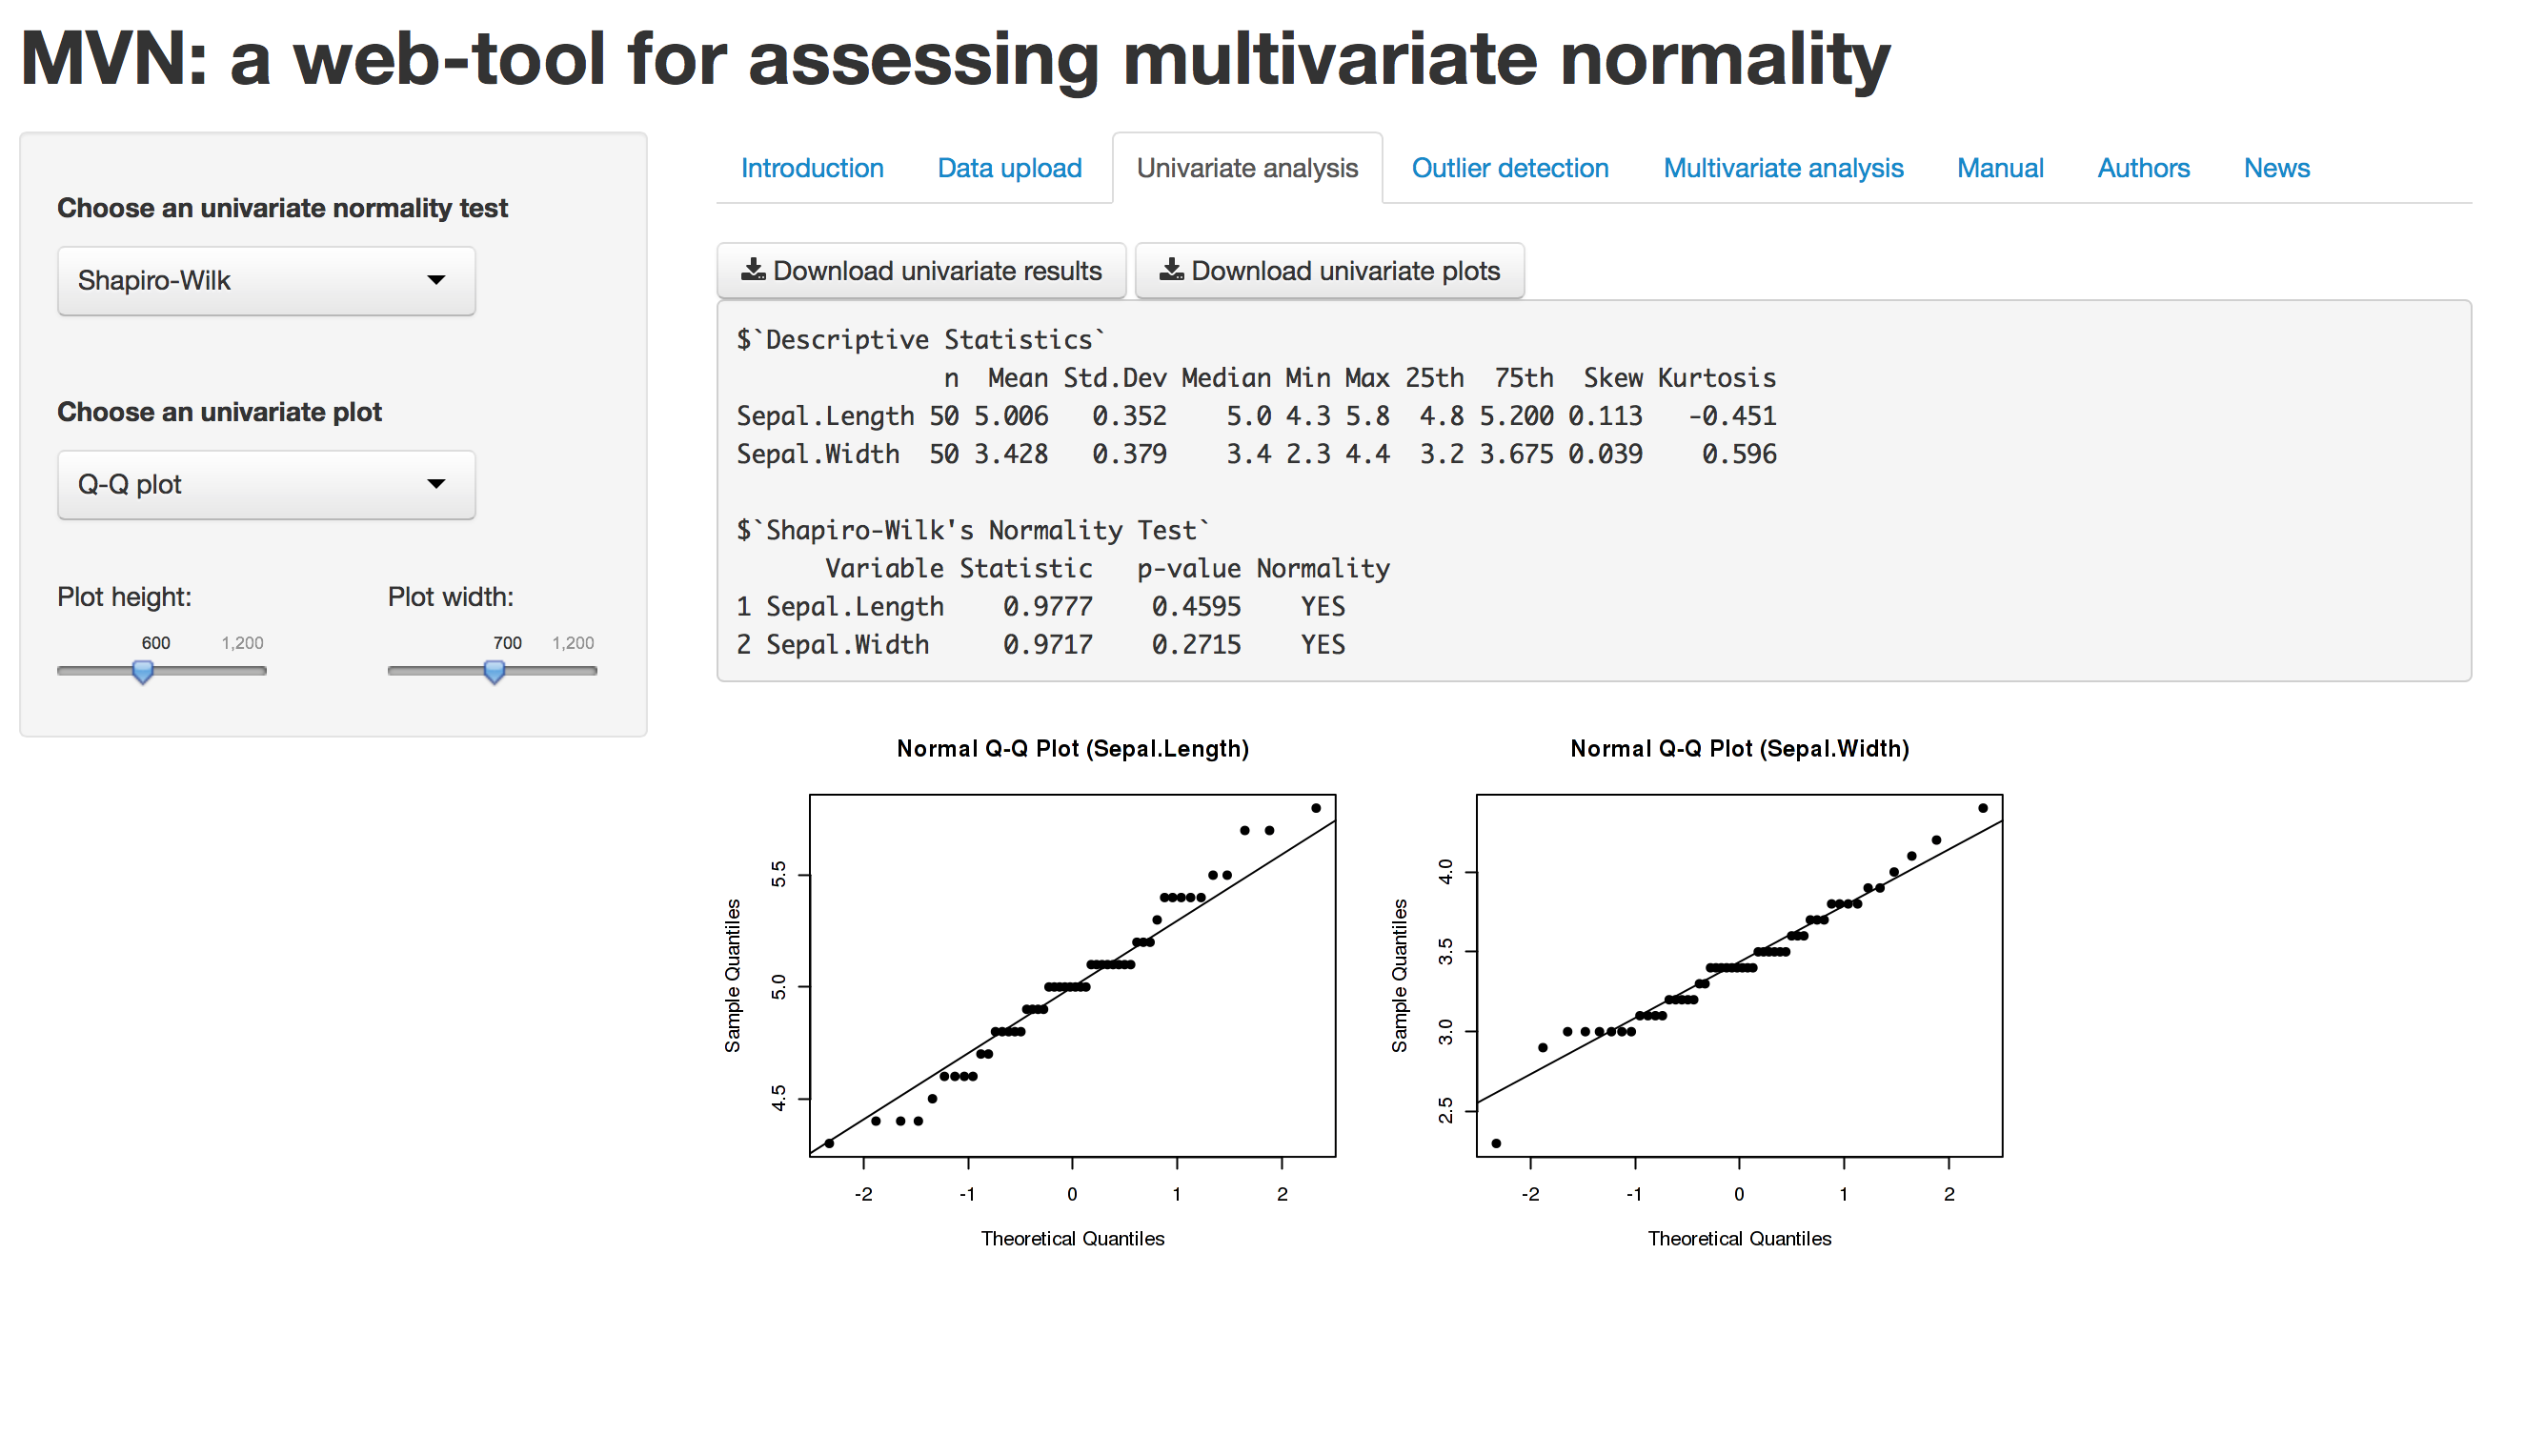 MVN: a web-tool for assessing multivariate normality
Choose an univariate normality test
Shapiro-Wilk
Choose an univariate plot
Q-Q plot
Plot height: Plot width:
600 1,200 700 1,200
Introduction Data upload Univariate analysis Outlier detection Multivariate analysis Manual Authors News
Download univariate results Download univariate plots
$`Descriptive Statistics`
n Mean Std.Dev Median Min Max 25th 75th Skew Kurtosis
Sepal.Length 50 5.006 0.352 5.0 4.3 5.8 4.8 5.200 0.113 -0.451
Sepal.Width 50 3.428 0.379 3.4 2.3 4.4 3.2 3.675 0.039 0.596
$`Shapiro-Wilk's Normality Test`
Variable Statistic p-value Normality
1 Sepal.Length 0.9777 0.4595 YES
2 Sepal.Width 0.9717 0.2715 YES
Normal Q-Q Plot (Sepal.Length)
Sample Quantiles
5.5
5.0
4.5
-2 -1 0 1 2
Theoretical Quantiles
Normal Q-Q Plot (Sepal.Width)
Sample Quantiles
4.0
3.5
3.0
2.5
-2 -1 0 1 2
Theoretical Quantiles